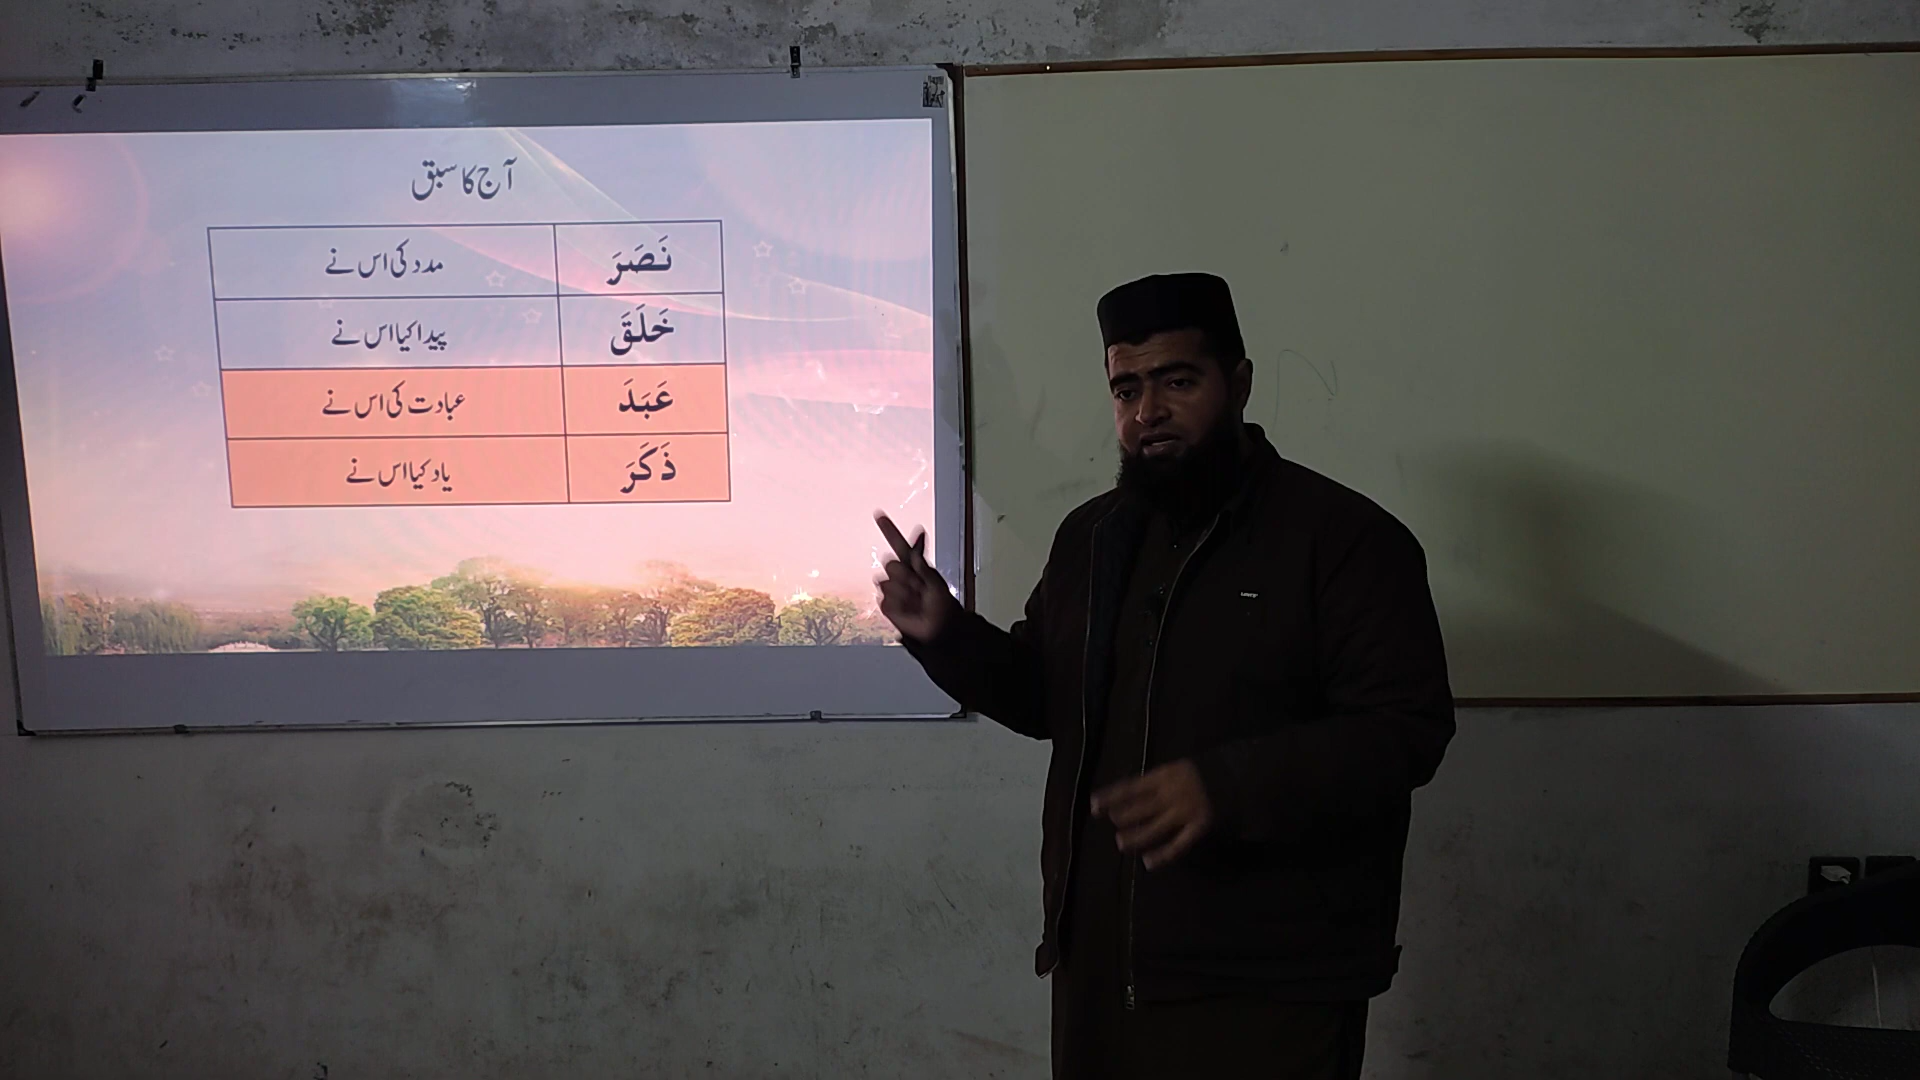 آج کا سبق
نَصَرَ مدد کی اس نے
خَلَقَ پیدا کیا اس نے
عَبَدَ عبادت کی اس نے
ذَکَرَ یاد کیا اس نے